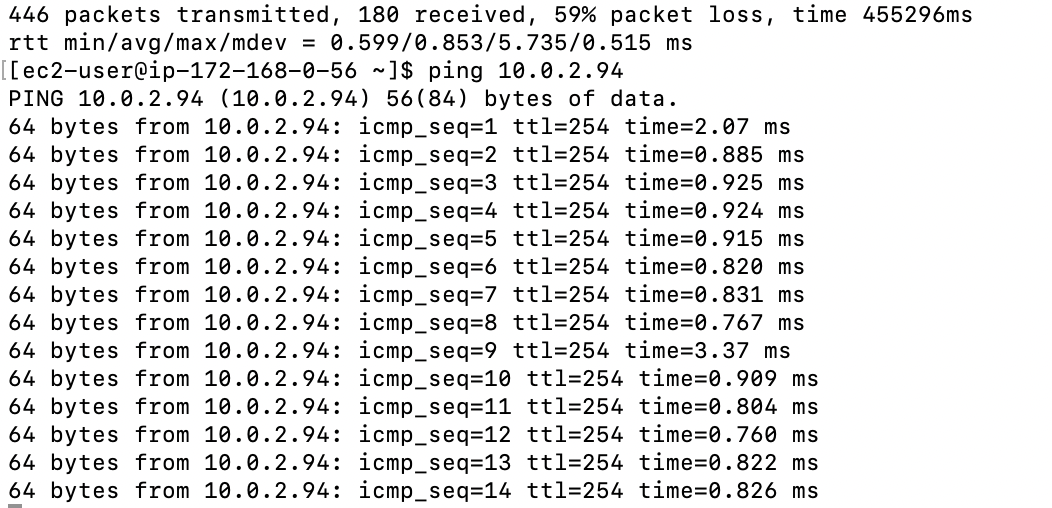 446 packets transmitted, 180 received, 59% packet loss, time 455296ms
rtt min/avg/max/mdev = 0.599/0.853/5.735/0.515 ms
[[ec2-user@ip-172-168-0-56 ~]$ ping 10.0.2.94
PING 10.0.2.94 (10.0.2.94) 56(84) bytes of data.
64 bytes from 10.0.2.94: icmp_seq=1 ttl=254 time=2.07 ms
64 bytes from 10.0.2.94: icmp_seq=2 ttl=254 time=0.885 ms
64 bytes from 10.0.2.94: icmp_seq=3 ttl=254 time=0.925 ms
64 bytes from 10.0.2.94: icmp_seq=4 ttl=254 time=0.924 ms
64 bytes from 10.0.2.94: icmp_seq=5 ttl=254 time=0.915 ms
64 bytes from 10.0.2.94: icmp_seq=6 ttl=254 time=0.820 ms
64 bytes from 10.0.2.94: icmp_seq=7 ttl=254 time=0.831 ms
64 bytes from 10.0.2.94: icmp_seq=8 ttl=254 time=0.767 ms
64 bytes from 10.0.2.94: icmp_seq=9 ttl=254 time=3.37 ms
64 bytes from 10.0.2.94: icmp_seq=10 ttl=254 time=0.909 ms
64 bytes from 10.0.2.94: icmp_seq=11 ttl=254 time=0.804 ms
64 bytes from 10.0.2.94: icmp_seq=12 ttl=254 time=0.760 ms
64 bytes from 10.0.2.94: icmp_seq=13 ttl=254 time=0.822 ms
64 bytes from 10.0.2.94: icmp_seq=14 ttl=254 time=0.826 ms